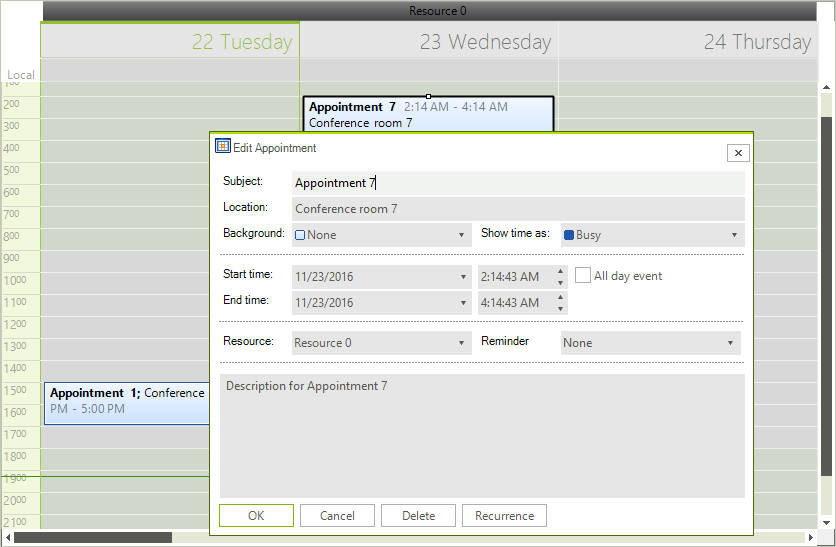 Resource 0
22 Tuesday 23 Wednesday 24 Thursday
Local
200
Appointment 7 2:14 AM - 4:14 AM
300
Conference room 7
400
Edit Appointment
500
Subject: Appointment 7
600
Location: Conference room 7
700
Background: None Show time as: Busy
800
900
Start time: 11/23/2016 2:14:43 AM All day event
1000
End time: 11/23/2016 4:14:43 AM
1100
1200
Resource: Resource 0 Reminder None
1300
1400
Description for Appointment 7
1500
Appointment 1; Conference
PM - 5:00 PM
1600
1700
1800
1900
2000
OK Cancel Delete Recurrence
2100